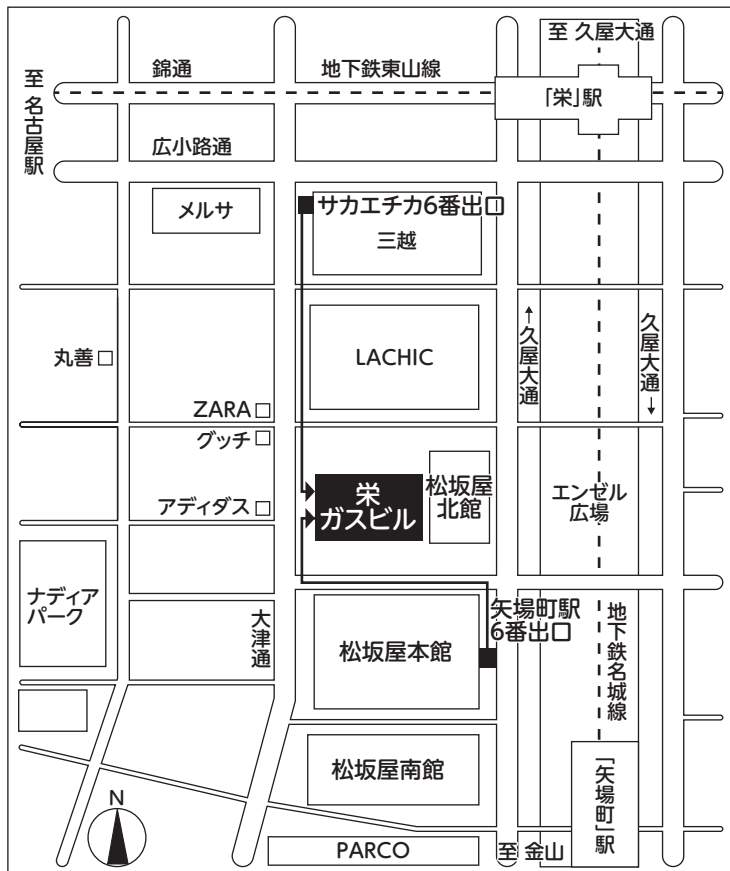 至 久屋大通
錦通
地下鉄東山線
至 名古屋駅
「栄」駅
広小路通
メルサ
サカエチカ6番出口
三越
丸善
LACHIC
↑久屋大通
久屋大通↓
ZARA
グッチ
アディダス
栄
ガスビル
松坂屋
北館
エンゼル
広場
ナディア
パーク
大津通
松坂屋本館
矢場町駅
6番出口
地下鉄名城線
松坂屋南館
「矢場町」駅
N
PARCO
至 金山